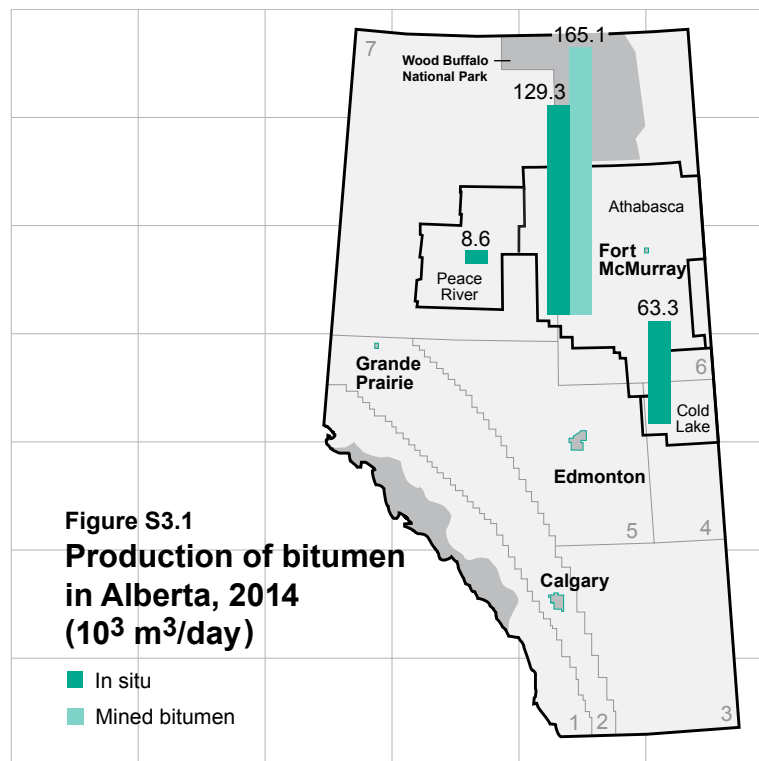 165.1
7
Wood Buffalo
National Park
129.3
Athabasca
8.6
Fort
McMurray
Peace
River
63.3
6
Grande
Prairie
Cold
Lake
Edmonton
Figure S3.1
5
4
Production of bitumen
in Alberta, 2014
(10³ m³/day)
Calgary
In situ
Mined bitumen
1
2
3